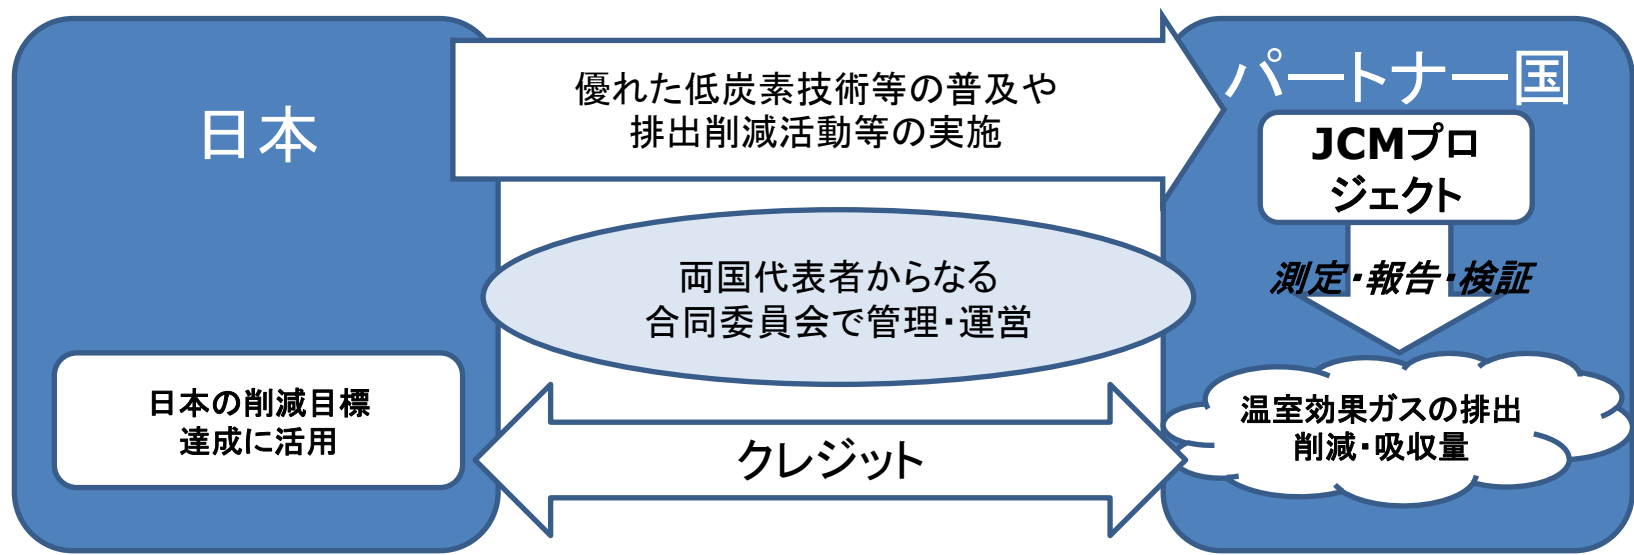 日本
優れた低炭素技術等の普及や
排出削減活動等の実施
パートナー国
JCMプロ
ジェクト
測定・報告・検証
両国代表者からなる
合同委員会で管理・運営
日本の削減目標
達成に活用
クレジット
温室効果ガスの排出
削減・吸収量